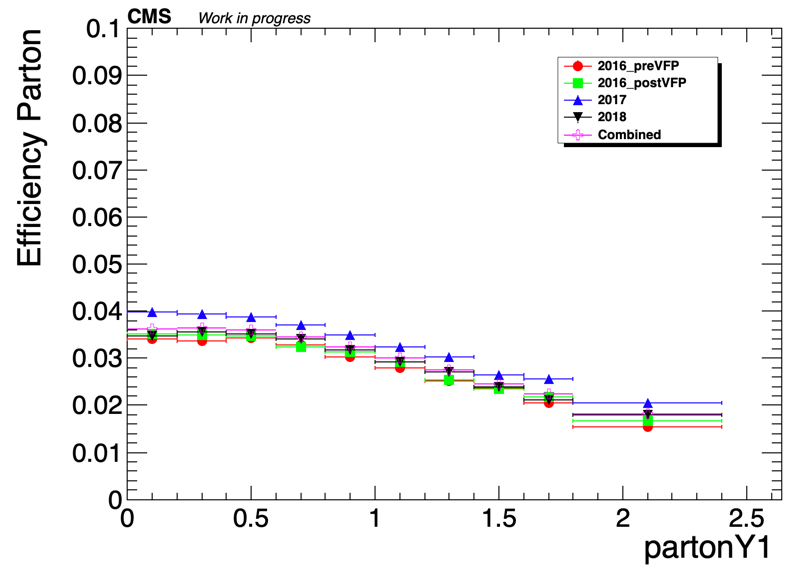 CMS Work in progress
Efficiency Parton
0.1
0.09
0.08
0.07
0.06
0.05
0.04
0.03
0.02
0.01
0
2016_preVFP
2016_postVFP
2017
2018
Combined
0 0.5 1 1.5 2 2.5
partonY1